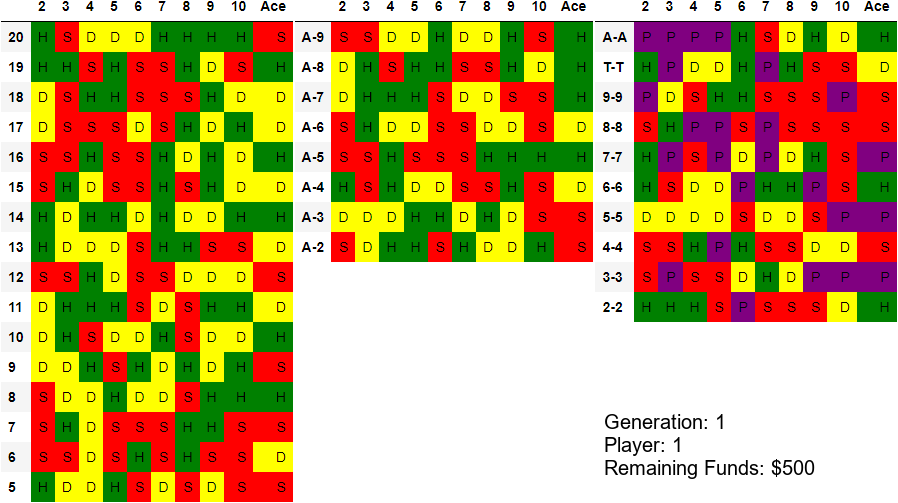 2 3 4 5 6 7 8 9 10 Ace
20 H S D D D H H H H S
19 H H S H S S H D S H
18 D S H H S S S H D D
17 D S S S D S H D H D
16 S S H S S H D H D H
15 S H D S S H S H D D
14 H D H H D H D D H H
13 H D D D S H H S S D
12 S S H D S S D D D S
11 D H H H S D S H H D
10 D H S D D H S D D H
9 D D H S H D H D H S
8 S D D H D D S H H H
7 S H D S S S H H S S
6 S S D S H S H S S D
5 H D D H S D S D S S
2 3 4 5 6 7 8 9 10 Ace
A-9 S S D D H D D H S H
A-8 D H S H H S S H D H
A-7 D H H H S D D S S H
A-6 S H D D S S D D S D
A-5 S S H S S S H H H H
A-4 H S H D D S S H S D
A-3 D D D H H D H D S S
A-2 S D H H S H D D H S
2 3 4 5 6 7 8 9 10 Ace
A-A P P P P H S D H D H
T-T H P D D H P H S S D
9-9 P D S H H S S S P S
8-8 S H P P S P S S S S
7-7 H P S P D P D H S P
6-6 H S D D P H H P S H
5-5 D D D D S D D S P P
4-4 S S H P H S S D D S
3-3 S P S S D H D P P P
2-2 H H H S P S S S D H
Generation: 1
Player: 1
Remaining Funds: $500